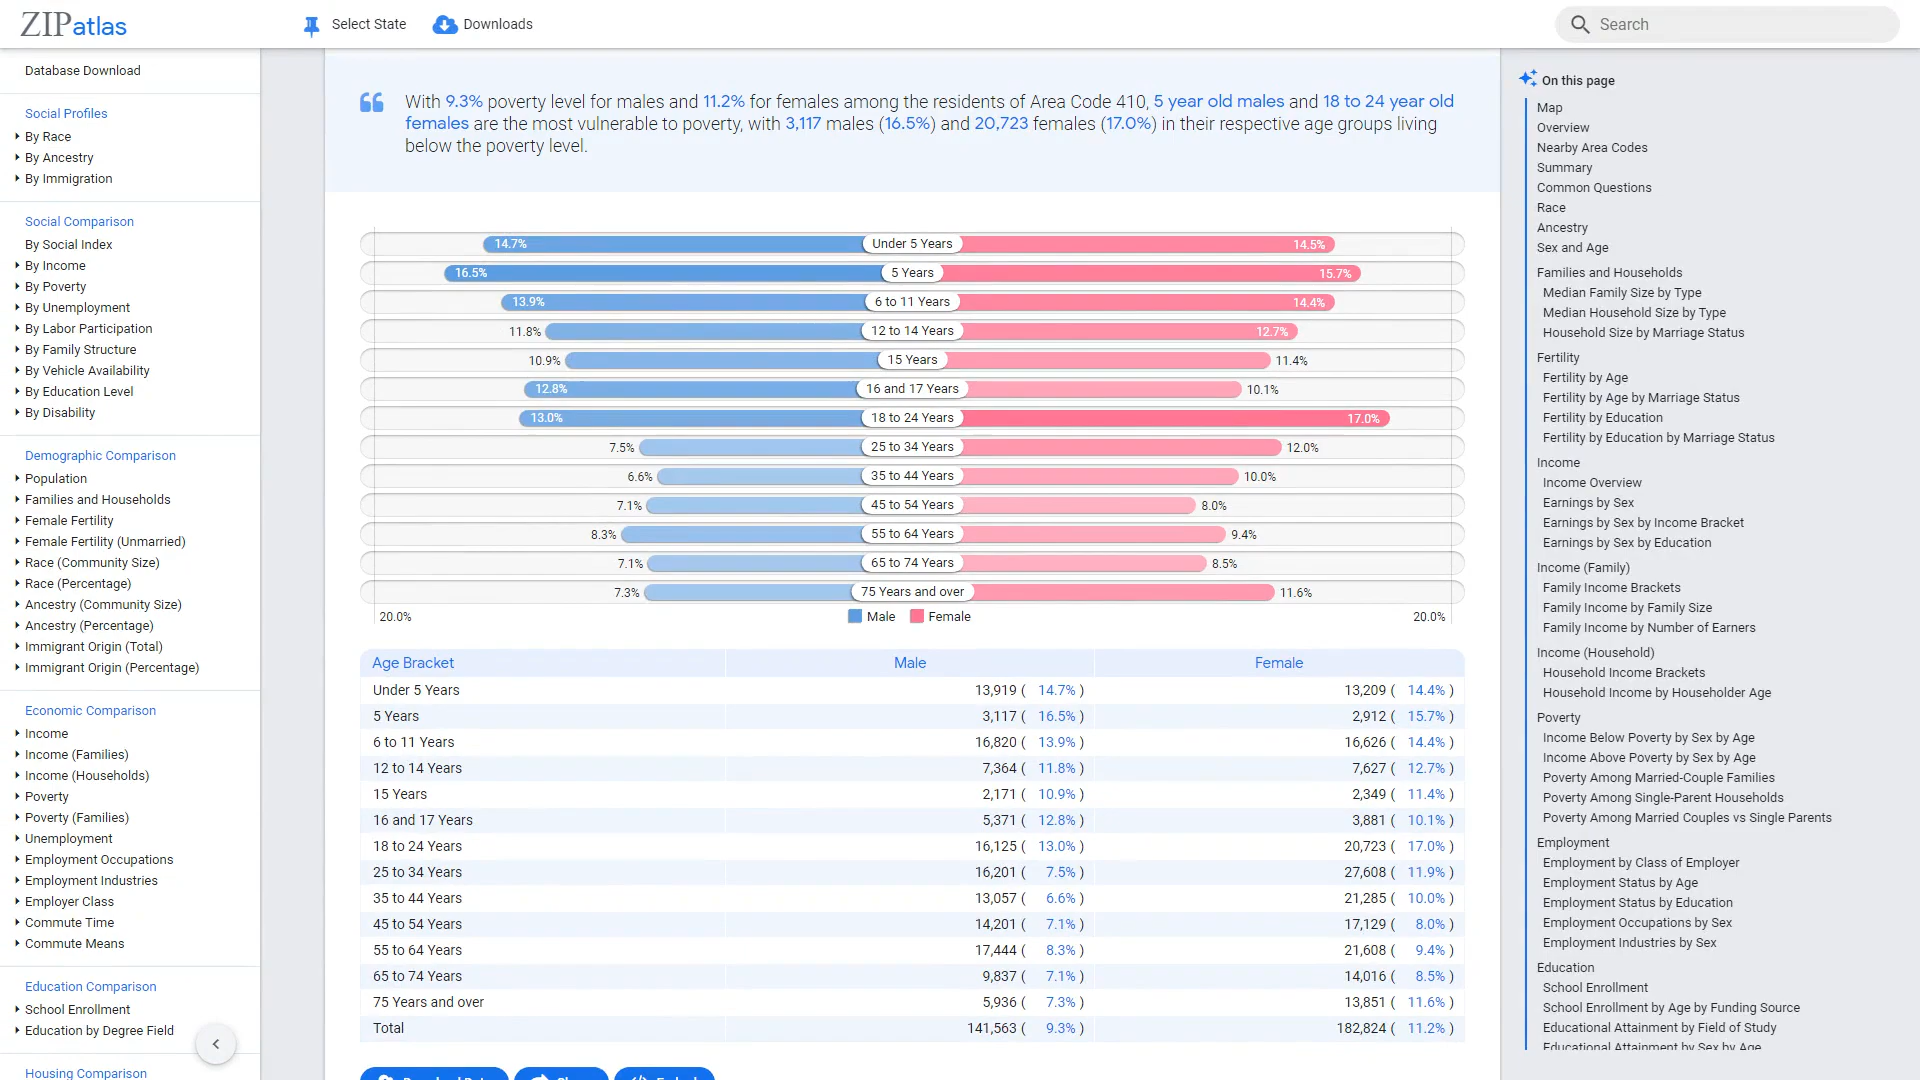 ZIPatlas
Select State
Downloads
Search
Database Download
Social Profiles
By Race
By Ancestry
By Immigration
Social Comparison
By Social Index
By Income
By Poverty
By Unemployment
By Labor Participation
By Family Structure
By Vehicle Availability
By Education Level
By Disability
Demographic Comparison
Population
Families and Households
Female Fertility
Female Fertility (Unmarried)
Race (Community Size)
Race (Percentage)
Ancestry (Community Size)
Ancestry (Percentage)
Immigrant Origin (Total)
Immigrant Origin (Percentage)
Economic Comparison
Income
Income (Families)
Income (Households)
Poverty
Poverty (Families)
Unemployment
Employment Occupations
Employment Industries
Employer Class
Commute Time
Commute Means
Education Comparison
School Enrollment
Education by Degree Field
Housing Comparison
With 9.3% poverty level for males and 11.2% for females among the residents of Area Code 410, 5 year old males and 18 to 24 year old
females are the most vulnerable to poverty, with 3,117 males (16.5%) and 20,723 females (17.0%) in their respective age groups living
below the poverty level.
14.7% Under 5 Years 14.5%
16.5% 5 Years 15.7%
13.9% 6 to 11 Years 14.4%
11.8% 12 to 14 Years 12.7%
10.9% 15 Years 11.4%
12.8% 16 and 17 Years 10.1%
13.0% 18 to 24 Years 17.0%
7.5% 25 to 34 Years 12.0%
6.6% 35 to 44 Years 10.0%
7.1% 45 to 54 Years 8.0%
8.3% 55 to 64 Years 9.4%
7.1% 65 to 74 Years 8.5%
7.3% 75 Years and over 11.6%
20.0% Male Female 20.0%
Age Bracket Male Female
Under 5 Years 13,919 ( 14.7% ) 13,209 ( 14.4% )
5 Years 3,117 ( 16.5% ) 2,912 ( 15.7% )
6 to 11 Years 16,820 ( 13.9% ) 16,626 ( 14.4% )
12 to 14 Years 7,364 ( 11.8% ) 7,627 ( 12.7% )
15 Years 2,171 ( 10.9% ) 2,349 ( 11.4% )
16 and 17 Years 5,371 ( 12.8% ) 3,881 ( 10.1% )
18 to 24 Years 16,125 ( 13.0% ) 20,723 ( 17.0% )
25 to 34 Years 16,201 ( 7.5% ) 27,608 ( 11.9% )
35 to 44 Years 13,057 ( 6.6% ) 21,285 ( 10.0% )
45 to 54 Years 14,201 ( 7.1% ) 17,129 ( 8.0% )
55 to 64 Years 17,444 ( 8.3% ) 21,608 ( 9.4% )
65 to 74 Years 9,837 ( 7.1% ) 14,016 ( 8.5% )
75 Years and over 5,936 ( 7.3% ) 13,851 ( 11.6% )
Total 141,563 ( 9.3% ) 182,824 ( 11.2% )
On this page
Map
Overview
Nearby Area Codes
Summary
Common Questions
Race
Ancestry
Sex and Age
Families and Households
Median Family Size by Type
Median Household Size by Type
Household Size by Marriage Status
Fertility
Fertility by Age
Fertility by Age by Marriage Status
Fertility by Education
Fertility by Education by Marriage Status
Income
Income Overview
Earnings by Sex
Earnings by Sex by Income Bracket
Earnings by Sex by Education
Income (Family)
Family Income Brackets
Family Income by Family Size
Family Income by Number of Earners
Income (Household)
Household Income Brackets
Household Income by Householder Age
Poverty
Income Below Poverty by Sex by Age
Income Above Poverty by Sex by Age
Poverty Among Married-Couple Families
Poverty Among Single-Parent Households
Poverty Among Married Couples vs Single Parents
Employment
Employment by Class of Employer
Employment Status by Age
Employment Status by Education
Employment Occupations by Sex
Employment Industries by Sex
Education
School Enrollment
School Enrollment by Age by Funding Source
Educational Attainment by Field of Study
Educational Attainment by Sex by Age